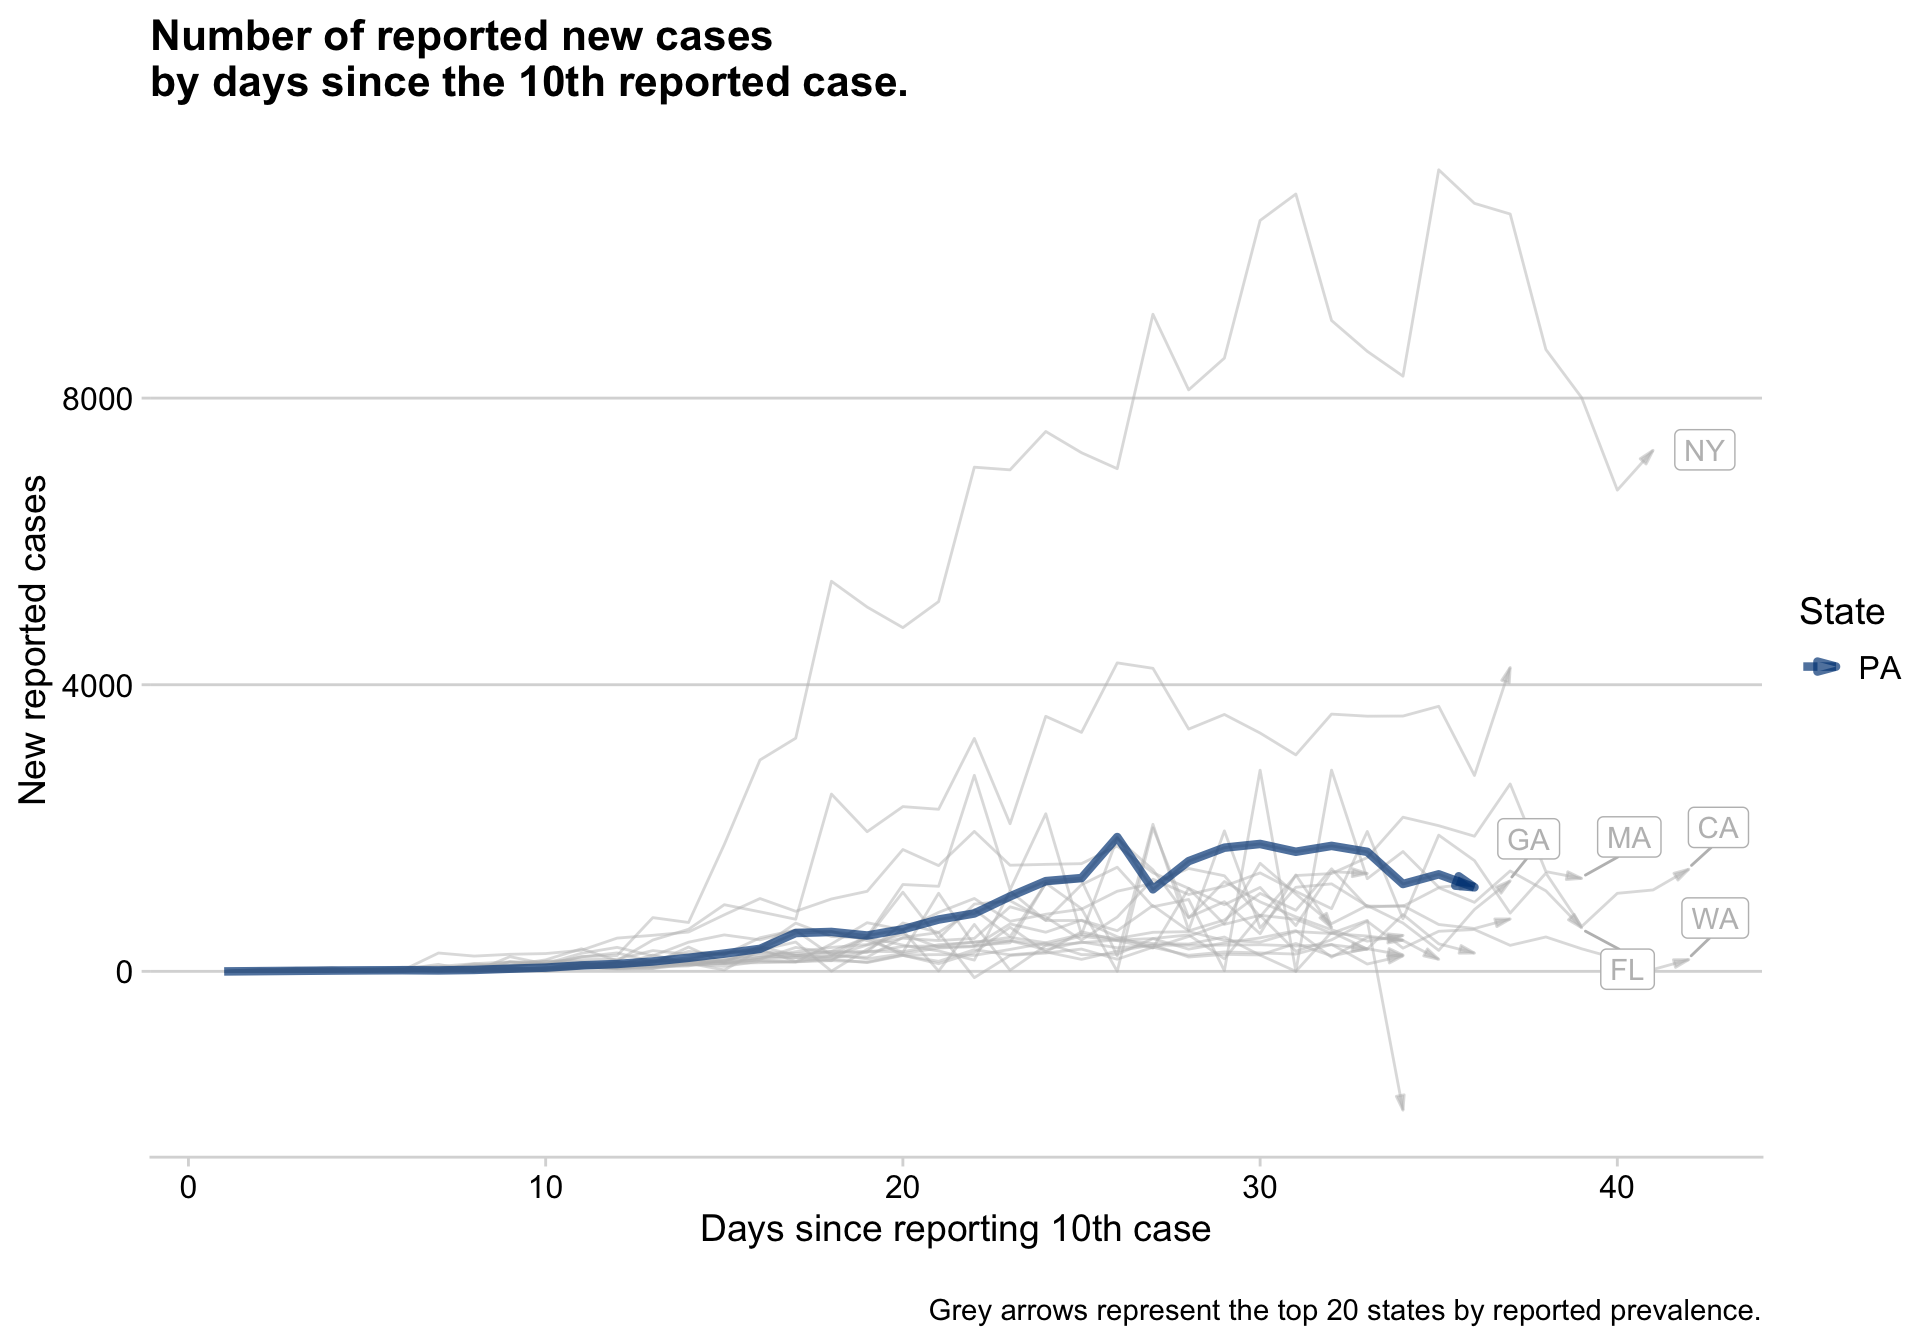 Number of reported new cases
by days since the 10th reported case.
8000
4000
0
New reported cases
NY
GA
MA
CA
WA
FL
State
PA
0 10 20 30 40
Days since reporting 10th case
Grey arrows represent the top 20 states by reported prevalence.